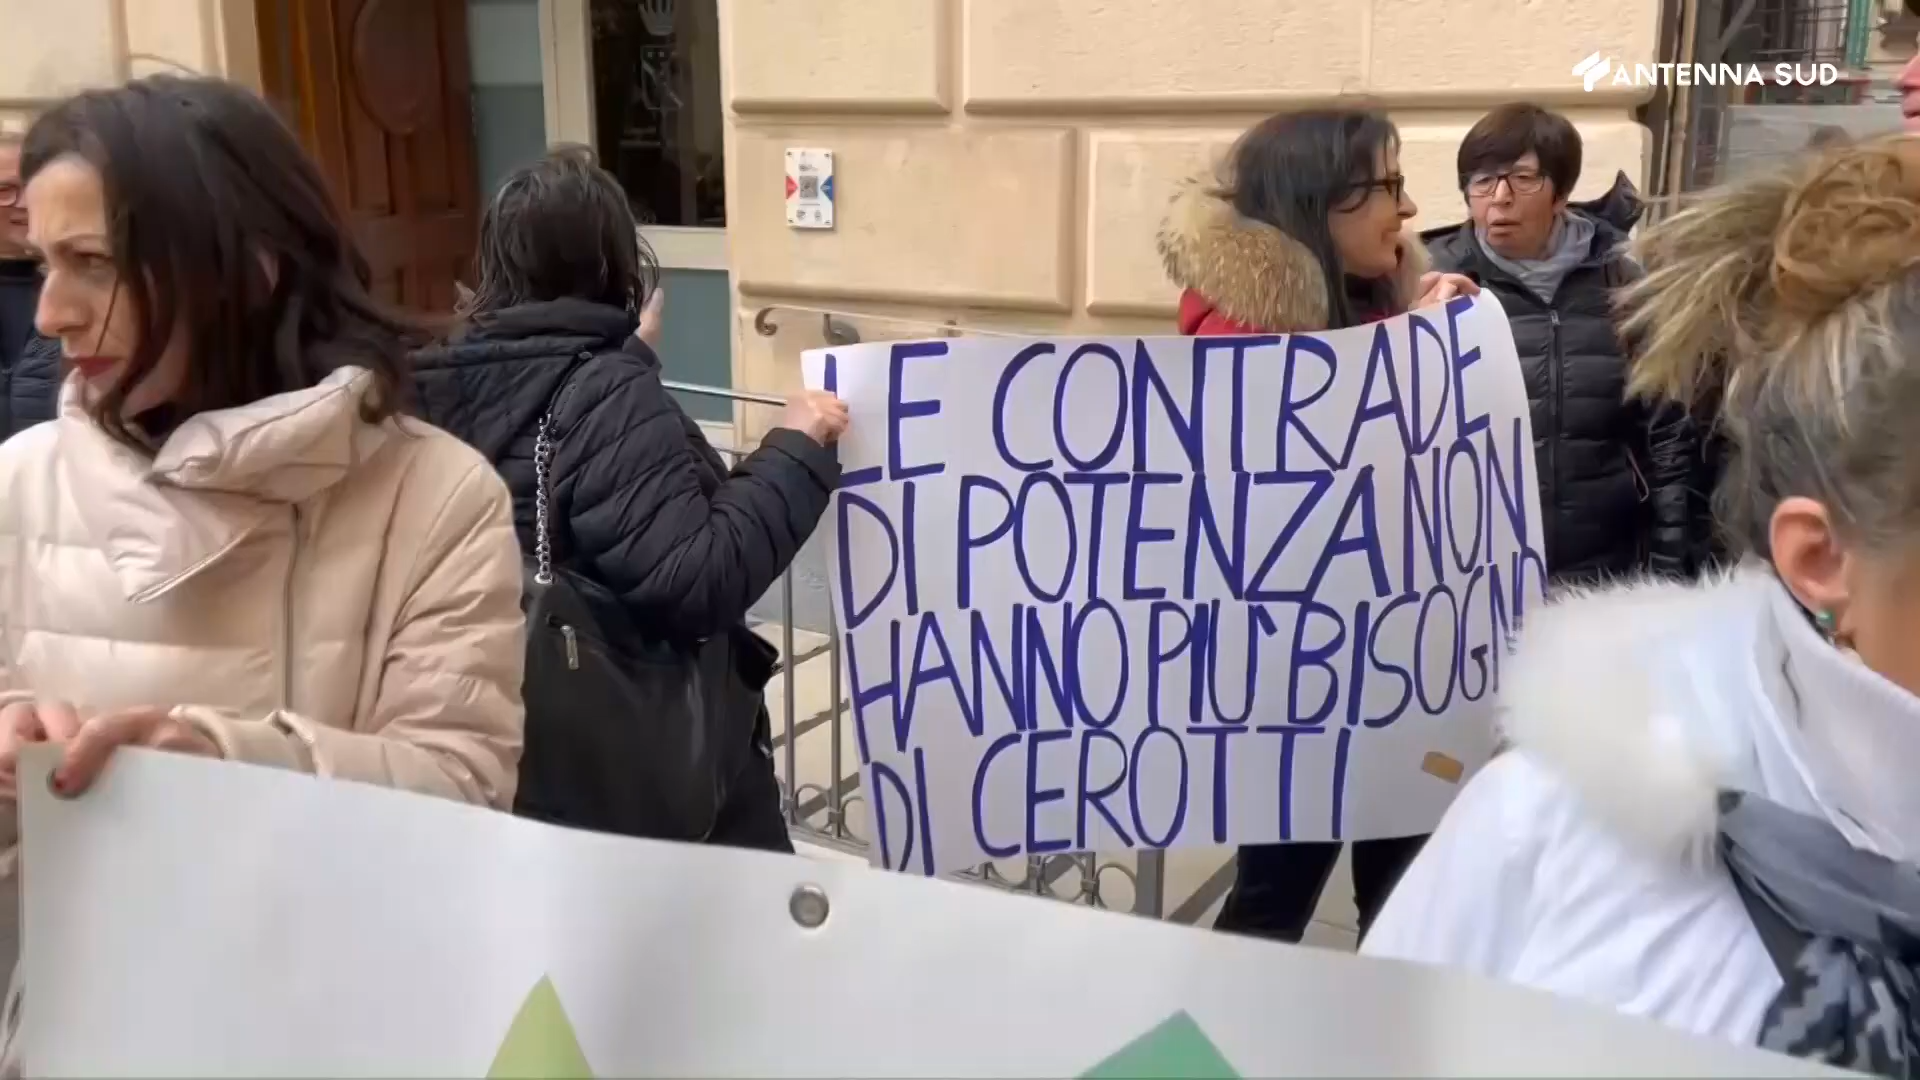 ANTENNA SUD
LE CONTRADE
DI POTENZA NON
HANNO PIU' BISOGNO
DI CEROTTI